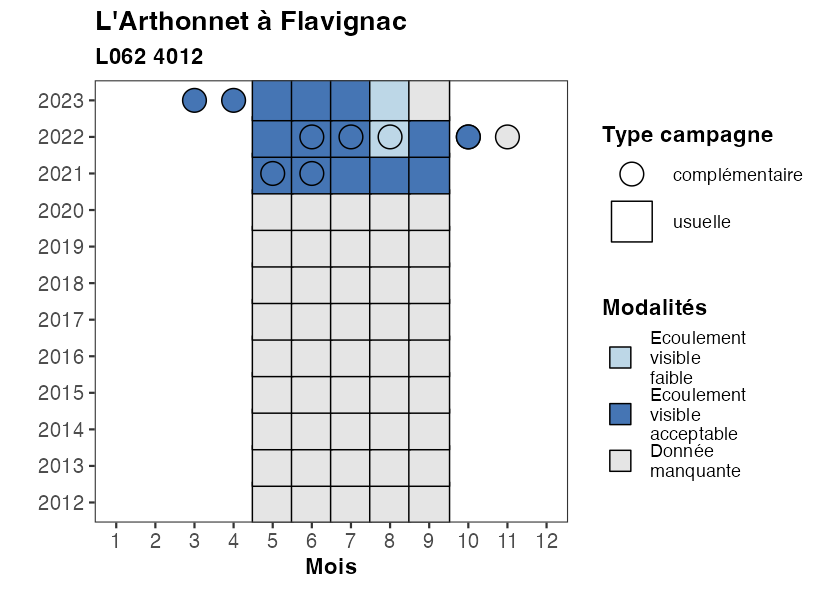 L'Arthonnet à Flavignac
L062 4012
2023
2022
2021
2020
2019
2018
2017
2016
2015
2014
2013
2012
1 2 3 4 5 6 7 8 9 10 11 12
Mois
Type campagne
complémentaire
usuelle
Modalités
Ecoulement
visible
faible
Ecoulement
visible
acceptable
Donnée
manquante